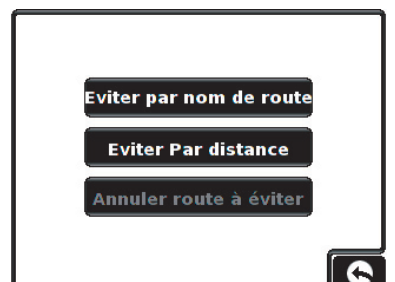 Eviter par nom de route
Eviter Par distance
Annuler route à éviter